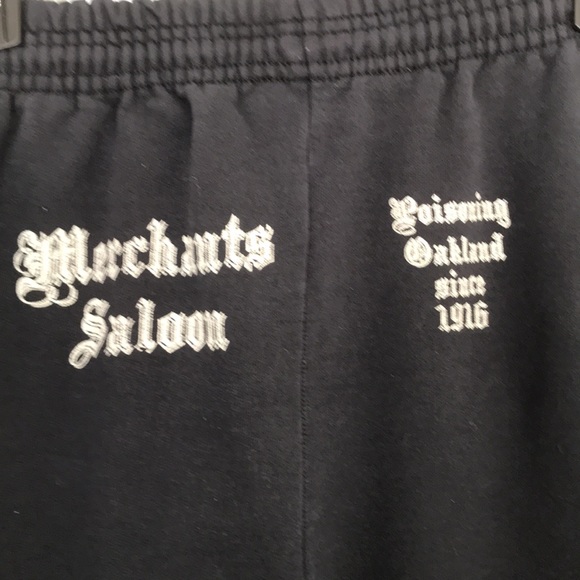 Merchants
Saloon
Poisoning
Oakland
since
1916